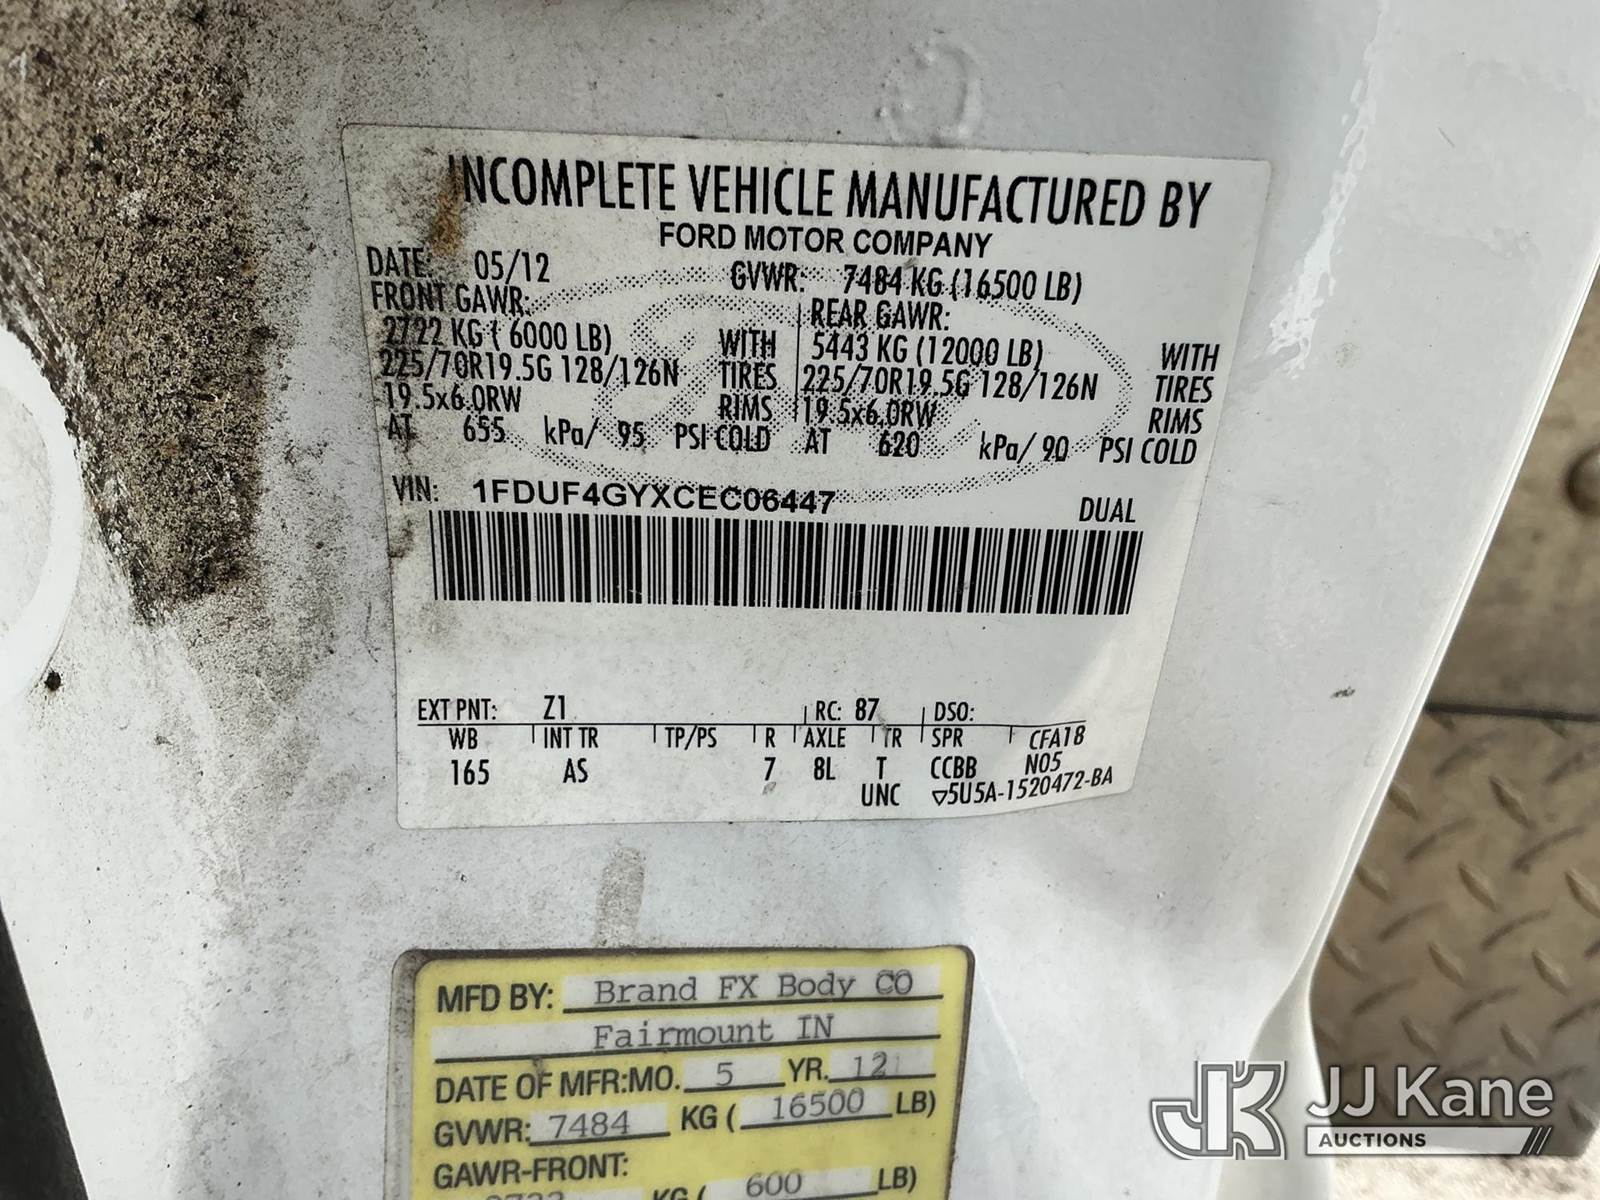 INCOMPLETE VEHICLE MANUFACTURED BY
FORD MOTOR COMPANY
DATE: 05/12 GVWR: 7484 KG (16500 LB)
FRONT GAWR: REAR GAWR:
2722 KG ( 6000 LB) WITH 5443 KG (12000 LB) WITH
225/70R19.5G 128/126N TIRES 225/70R19.5G 128/126N TIRES
19.5x6.0RW RIMS 19.5x6.0RW RIMS
AT 655 kPa/ 95 PSI COLD AT 620 kPa/ 90 PSI COLD
VIN: 1FDUF4GYXCEC06447 DUAL
EXT PNT: Z1 RC: 87 DSO:
WB INT TR TP/PS R AXLE TR SPR CFA18
165 AS 7 8L T CCBB N05
UNC ▽5U5A-1520472-BA
MFD BY: Brand FX Body CO
Fairmount IN
DATE OF MFR:MO. 5 YR. 12
GVWR: 7484 KG ( 16500 LB)
GAWR-FRONT:
KG ( 600 LB)
JK JJ Kane
AUCTIONS